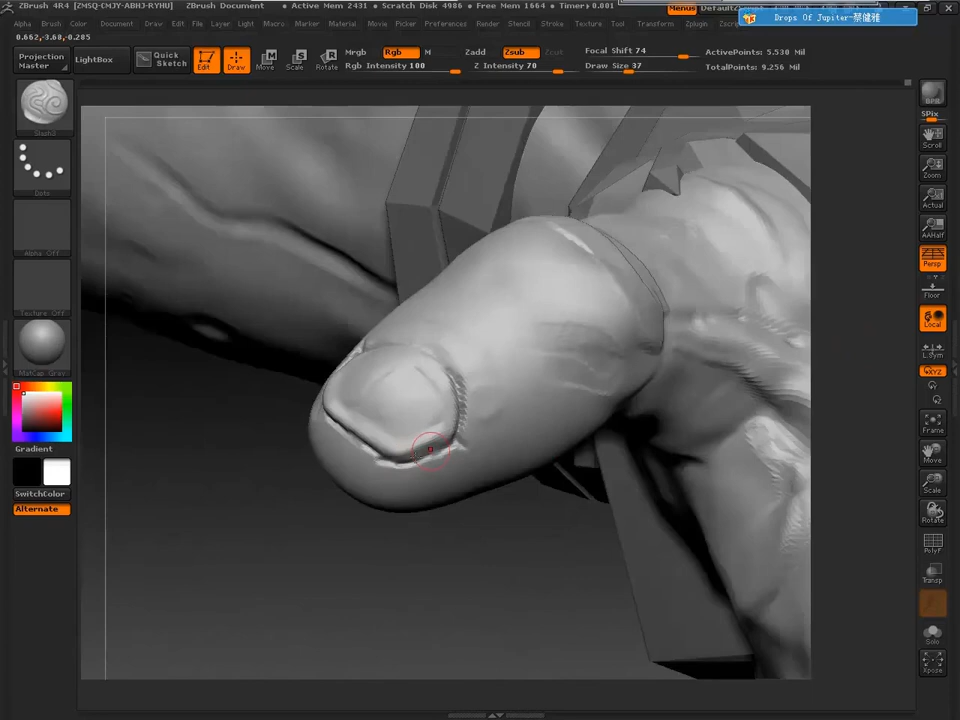 ZBrush 4R4 [ZMSQ-CMJY-ABHJ-RYHU] ZBrush Document • Active Mem 2431 • Scratch Disk 4986 • Free Mem 1664 • Timer▸0.001 Menus
Drops Of Jupiter-蔡健雅
Alpha Brush Color Document Draw Edit File Layer Light Macro Marker Material Movie Picker Preferences Render Stencil Stroke Texture Tool Transform Zplugin
0.662,-3.68,-0.285
Projection Master
LightBox
Quick Sketch
Edit
Draw
Move
Scale
Rotate
Mrgb Rgb M
Rgb Intensity 100
Zadd Zsub Zcut
Z Intensity 70
Focal Shift 74
Draw Size 37
ActivePoints: 5.530 Mil
TotalPoints: 9.256 Mil
Slash3
Dots
Alpha Off
Texture Off
MatCap Gray
Gradient
SwitchColor
Alternate
BPR
SPix
Scroll
Zoom
Actual
AAHalf
Persp
Floor
Local
L.Sym
XYZ
Frame
Move
Scale
Rotate
PolyF
Transp
Solo
Xpose